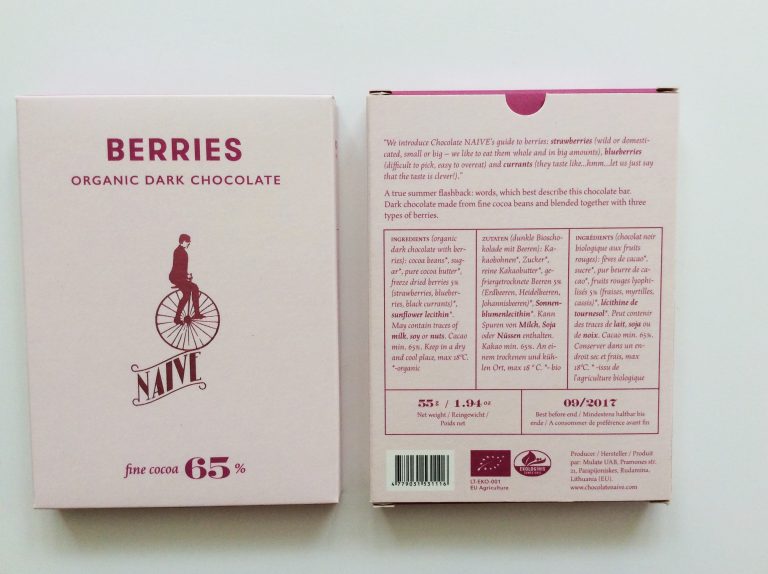 BERRIES
ORGANIC DARK CHOCOLATE
NAIVE
fine cocoa 65 %
"We introduce Chocolate NAIVE's guide to berries: strawberries (wild or domesti-
cated, small or big – we like to eat them whole and in big amounts), blueberries
(difficult to pick, easy to overeat) and currants (they taste like...hmm...let us just say
that the taste is clever!)."
A true summer flashback: words, which best describe this chocolate bar.
Dark chocolate made from fine cocoa beans and blended together with three
types of berries.
INGREDIENTS (organic
dark chocolate with ber-
ries): cocoa beans*, sug-
ar*, pure cocoa butter*,
freeze dried berries 5%
(strawberries, blueber-
ries, black currants)*,
sunflower lecithin*.
May contain traces of
milk, soy or nuts. Cacao
min. 65%. Keep in a dry
and cool place, max 18°C.
*-organic
ZUTATEN (dunkle Biosscho-
kolade mit Beeren): Ka-
kaobohnen*, Zucker*,
reine Kakaobutter*, ge-
friergetrocknete Beeren 5%
(Erdbeeren, Heidelbeeren,
Johannisbeeren)*, Sonnen-
blumenlecithin*. Kann
Spuren von Milch, Soja
oder Nüssen enthalten.
Kakao min. 65%. An ei-
nem trockenen und küh-
len Ort, max 18 ° C. *- bio
INGRÉDIENTS (chocolat noir
biologique aux fruits
rouges): fèves de cacao*,
sucre*, pur beurre de ca-
cao*, fruits rouges lyophi-
lisés 5% (fraises, myrtilles,
cassis)*, lécithine de
tournesol*. Peut contenir
des traces de lait, soja ou
de noix. Cacao min. 65%.
Conserver dans un en-
droit sec et frais, max
18°C. * -issu de
l'agriculture biologique
55g / 1.94 oz
Net weight / Reingewicht /
Poids net
09/2017
Best before end / Mindestens haltbar bis
ende / A consommer de préférence avant fin
4 779031 531116
LT-EKO-001
EU Agriculture
EKOLOGINIS
Producer / Hersteller / Produit
par: Mulate UAB, Pramones str.
21, Parapijoniskes, Rudamina,
Lithuania (EU).
www.chocolatenaive.com